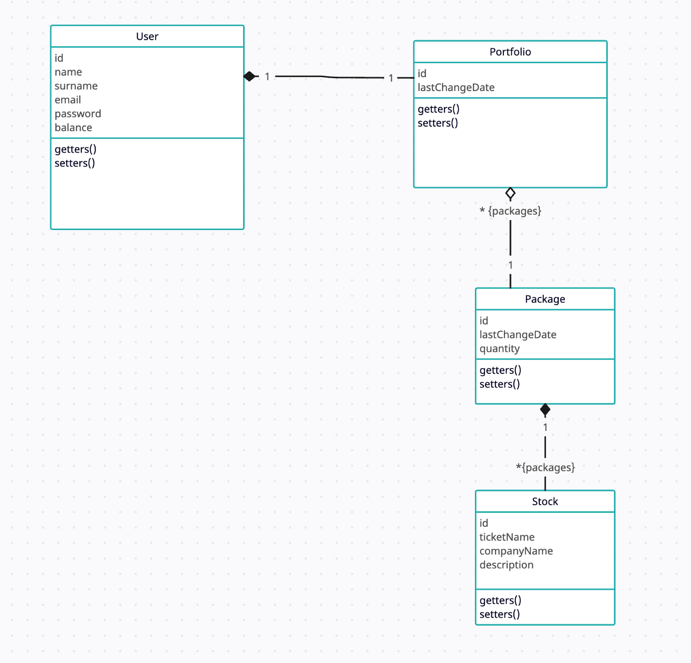 User
id
name
surname
email
password
balance
getters()
setters()
1
1
Portfolio
id
lastChangeDate
getters()
setters()
* {packages}
1
Package
id
lastChangeDate
quantity
getters()
setters()
1
*{packages}
Stock
id
ticketName
companyName
description
getters()
setters()